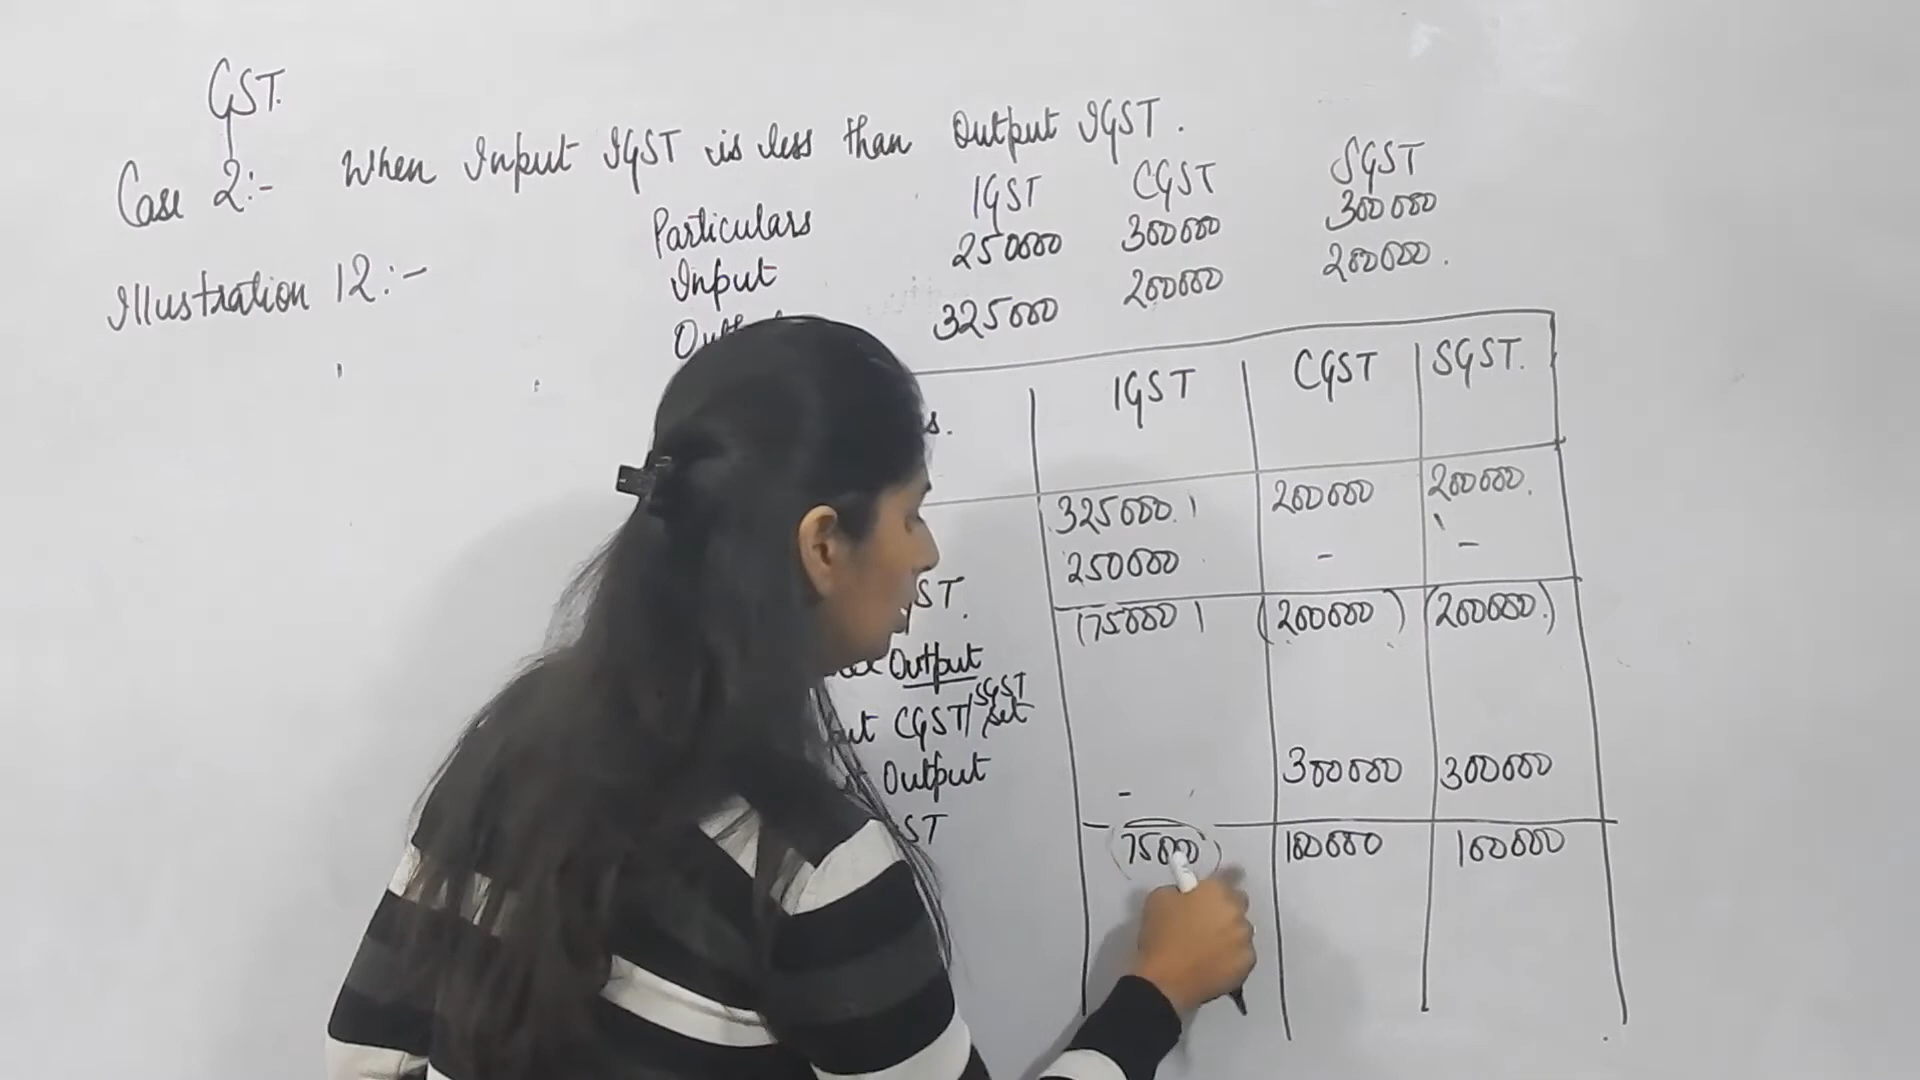 GST.
Case 2:- When Input IGST is less than Output IGST.
Particulars IGST CGST SGST
Input 250000 300000 300000
325000 200000 200000.
Illustration 12:-
IGST CGST SGST.
325000 200000 200000.
250000 - -
(75000) (200000) (200000.)
Output
CGST/SGST Set
Output - 300000 300000
(75000) 100000 100000